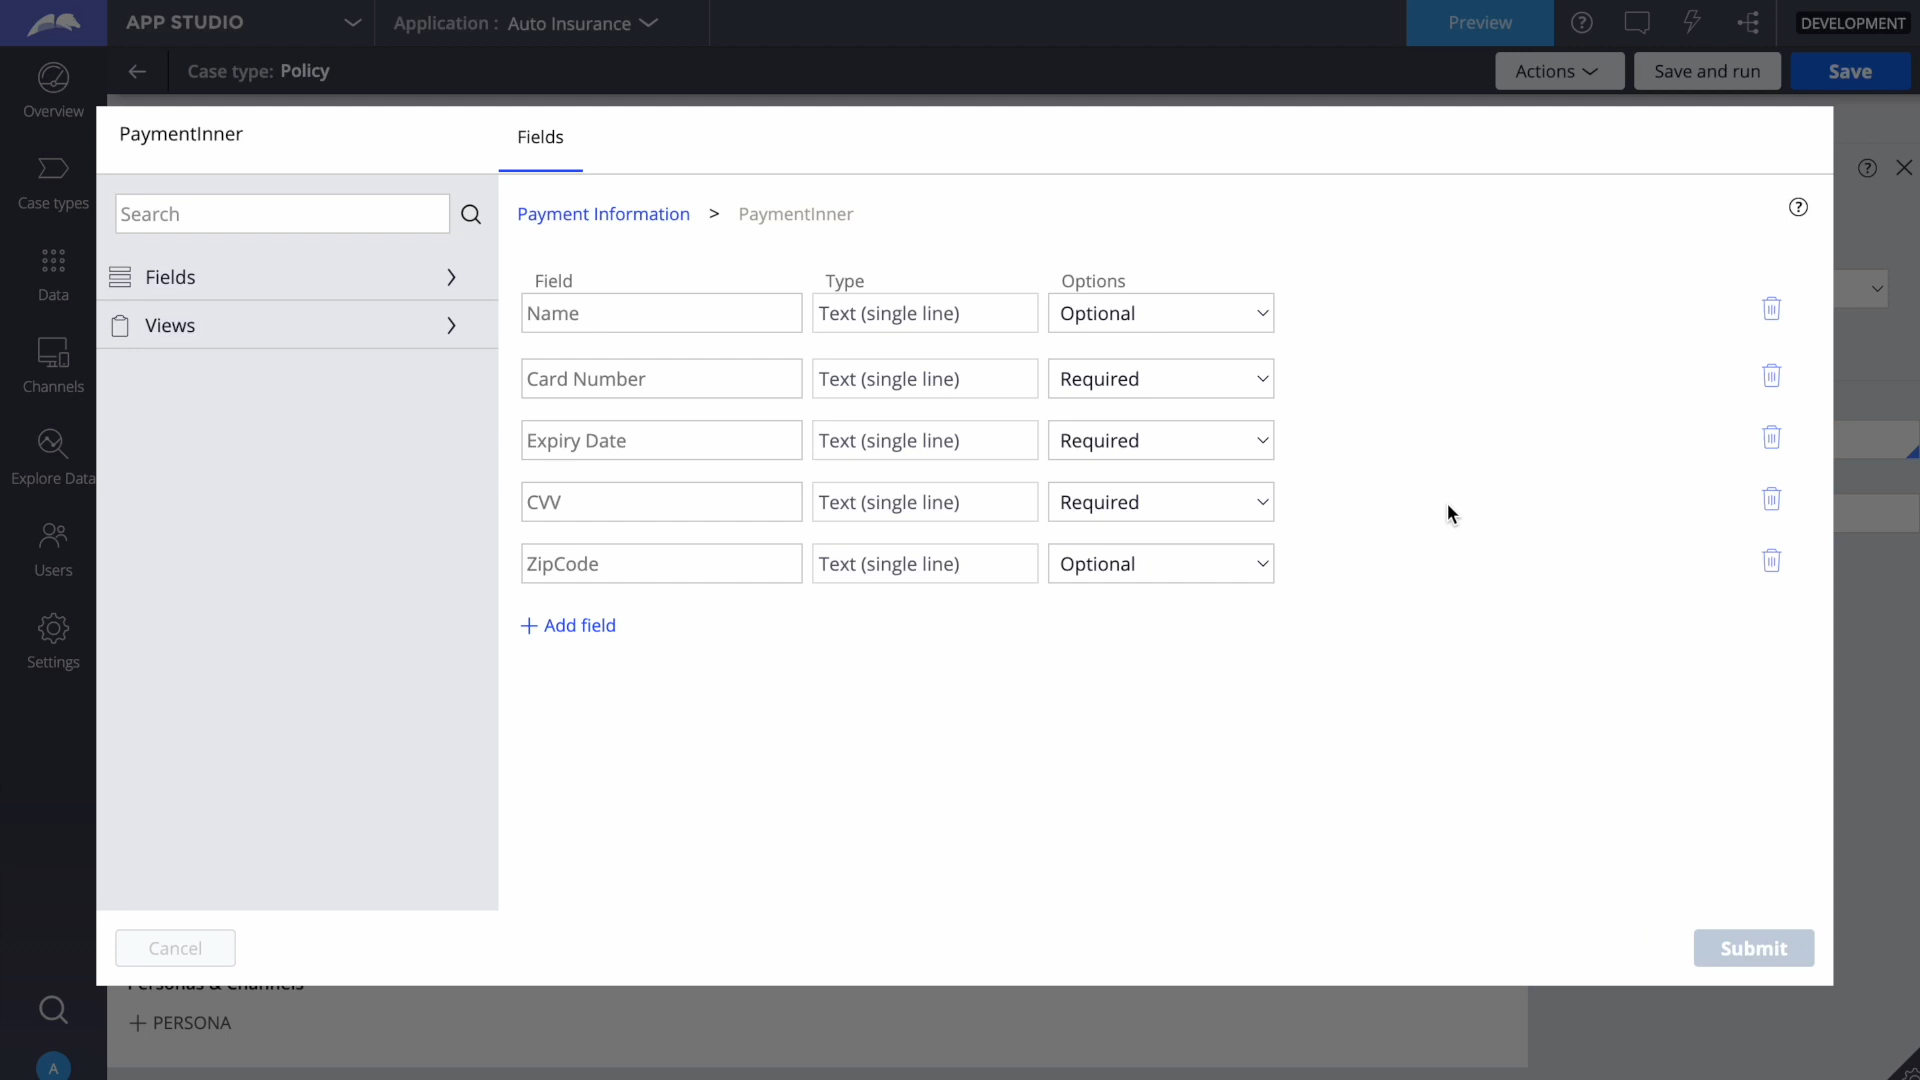 APP STUDIO
Application : Auto Insurance
Preview
DEVELOPMENT
Case type: Policy
Actions
Save and run
Save
Overview
Case types
Data
Channels
Explore Data
Users
Settings
A
PaymentInner
Fields
Search
Fields
Views
Payment Information > PaymentInner
Field Type Options
Name Text (single line) Optional
Card Number Text (single line) Required
Expiry Date Text (single line) Required
CVV Text (single line) Required
ZipCode Text (single line) Optional
+ Add field
Cancel
Submit
Personas & Channels
+ PERSONA